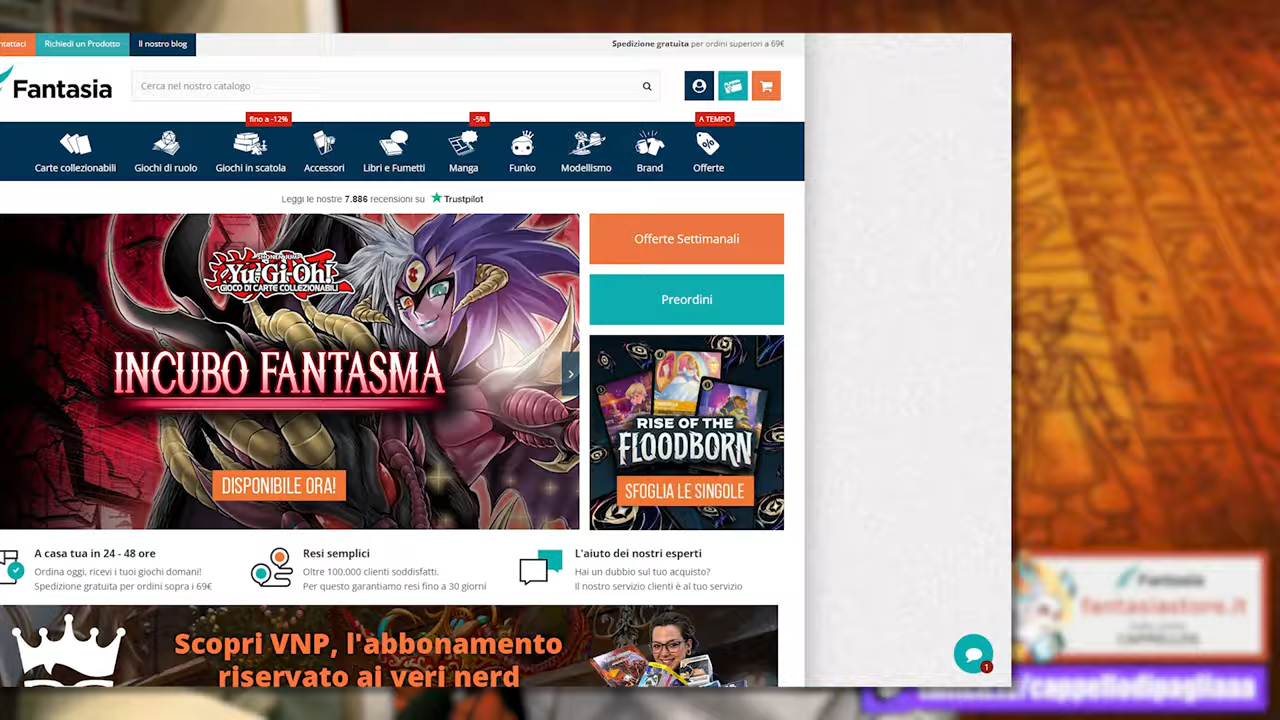 ntattaci
Richiedi un Prodotto
Il nostro blog
Spedizione gratuita per ordini superiori a 69€
Fantasia
Cerca nel nostro catalogo
fino a -12%
-5%
A TEMPO
Carte collezionabili
Giochi di ruolo
Giochi in scatola
Accessori
Libri e Fumetti
Manga
Funko
Modellismo
Brand
Offerte
Leggi le nostre 7.886 recensioni su Trustpilot
SHONEN JUMP
Yu-Gi-Oh!
GIOCO DI CARTE COLLEZIONABILI
INCUBO FANTASMA
DISPONIBILE ORA!
Offerte Settimanali
Preordini
RISE OF THE
FLOODBORN
SFOGLIA LE SINGOLE
A casa tua in 24 - 48 ore
Ordina oggi, ricevi i tuoi giochi domani!
Spedizione gratuita per ordini sopra i 69€
Resi semplici
Oltre 100.000 clienti soddisfatti.
Per questo garantiamo resi fino a 30 giorni
L'aiuto dei nostri esperti
Hai un dubbio sul tuo acquisto?
Il nostro servizio clienti è al tuo servizio
Scopri VNP, l'abbonamento
riservato ai veri nerd
1
Fantasia
fantasiastore.it